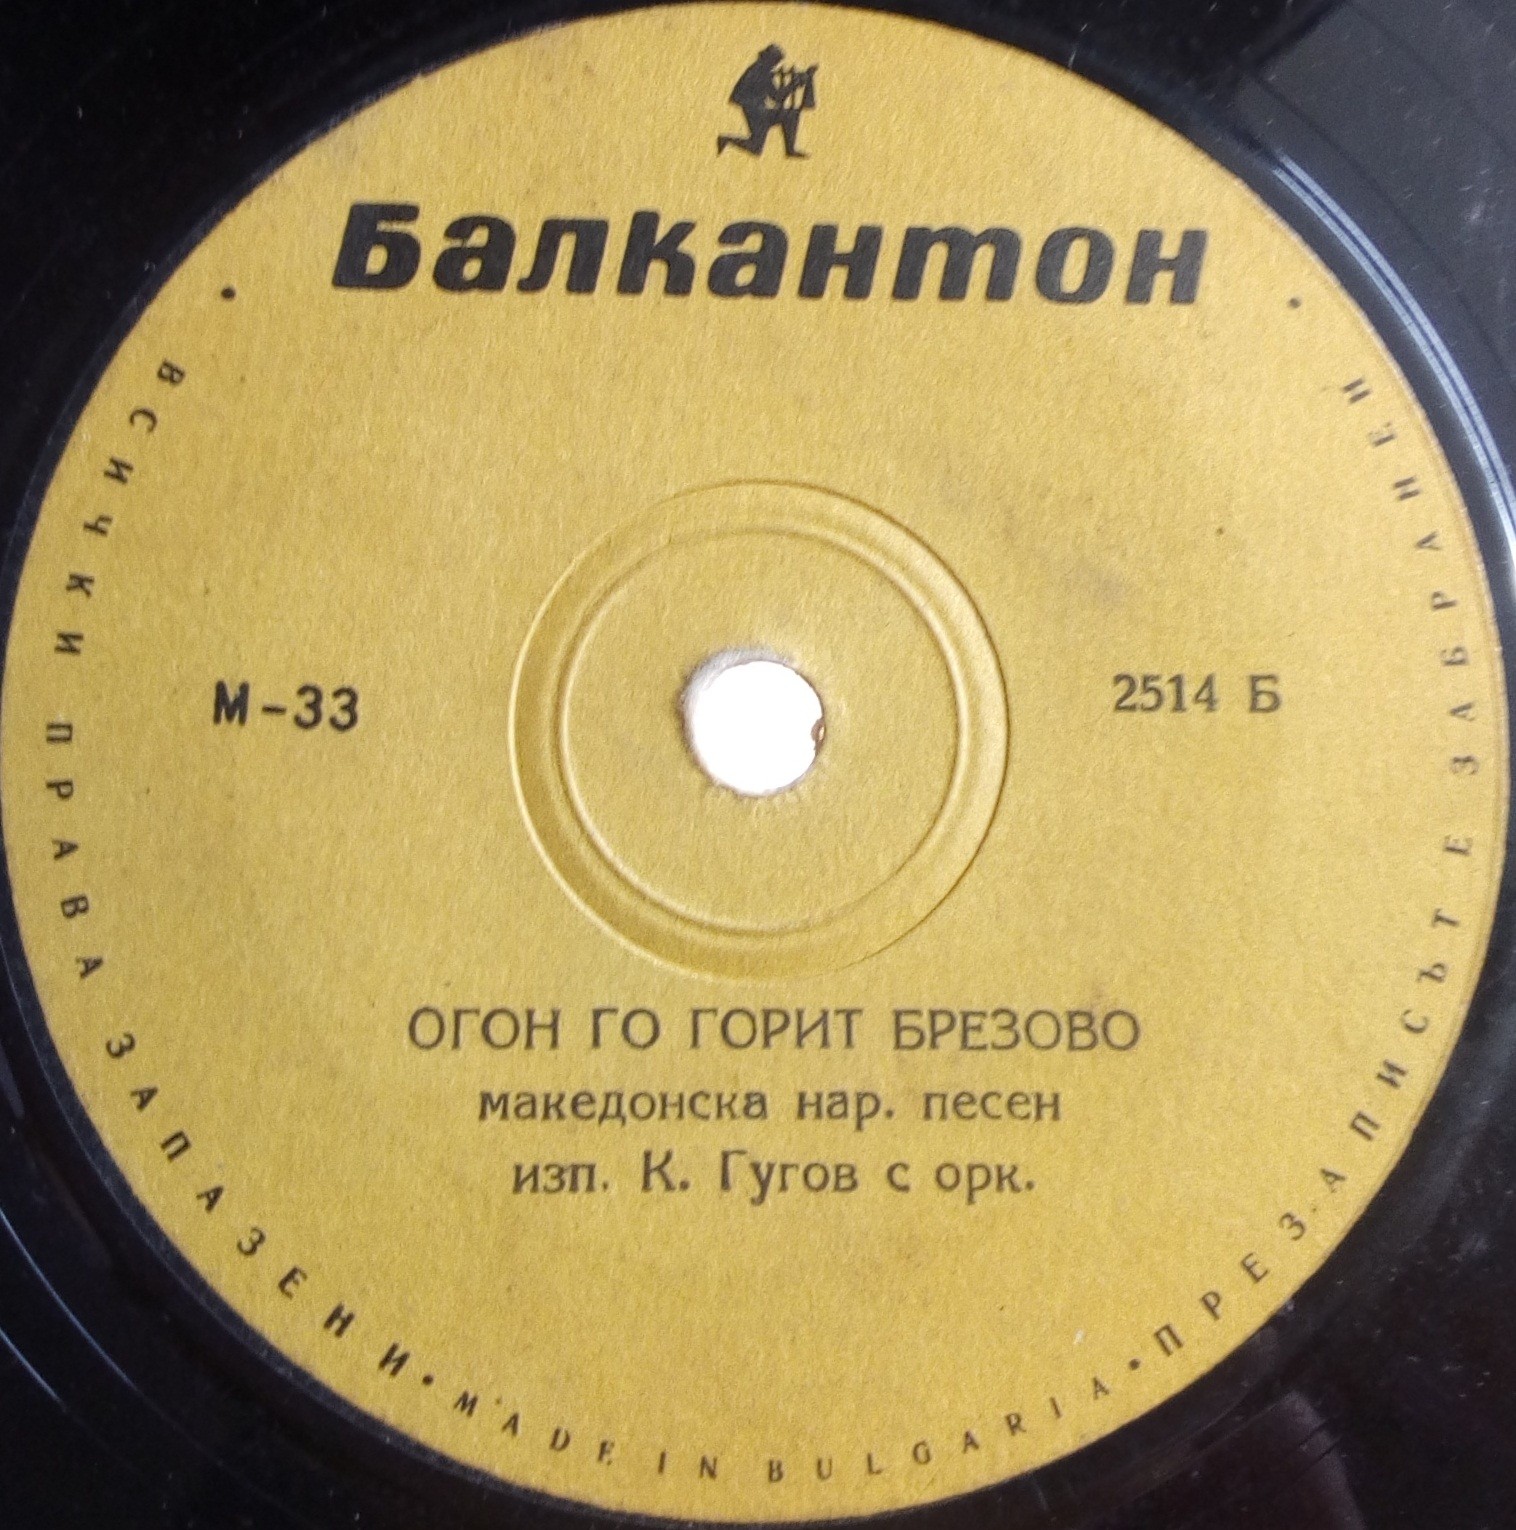 Балкантон
М-33
2514 Б
ОГОН ГО ГОРИТ БРЕЗОВО
македонска нар. песен
изп. К. Гугов с орк.
• ВСИЧКИ ПРАВА ЗАПАЗЕНИ • MADE IN BULGARIA • ПРЕЗАПИСЪТ Е ЗАБРАНЕН •